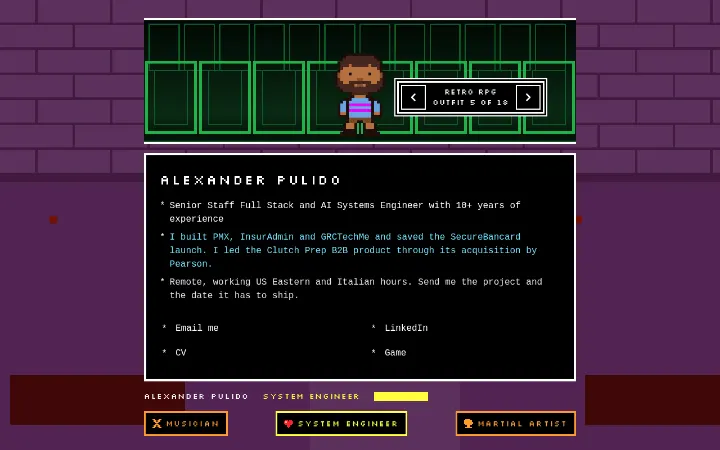 RETRO RPG
OUTFIT 5 OF 18
ALEXANDER PULIDO
* Senior Staff Full Stack and AI Systems Engineer with 10+ years of
experience
* I built PMX, InsurAdmin and GRCTechMe and saved the SecureBancard
launch. I led the Clutch Prep B2B product through its acquisition by
Pearson.
* Remote, working US Eastern and Italian hours. Send me the project and
the date it has to ship.
* Email me * LinkedIn
* CV * Game
ALEXANDER PULIDO SYSTEM ENGINEER
MUSICIAN SYSTEM ENGINEER MARTIAL ARTIST